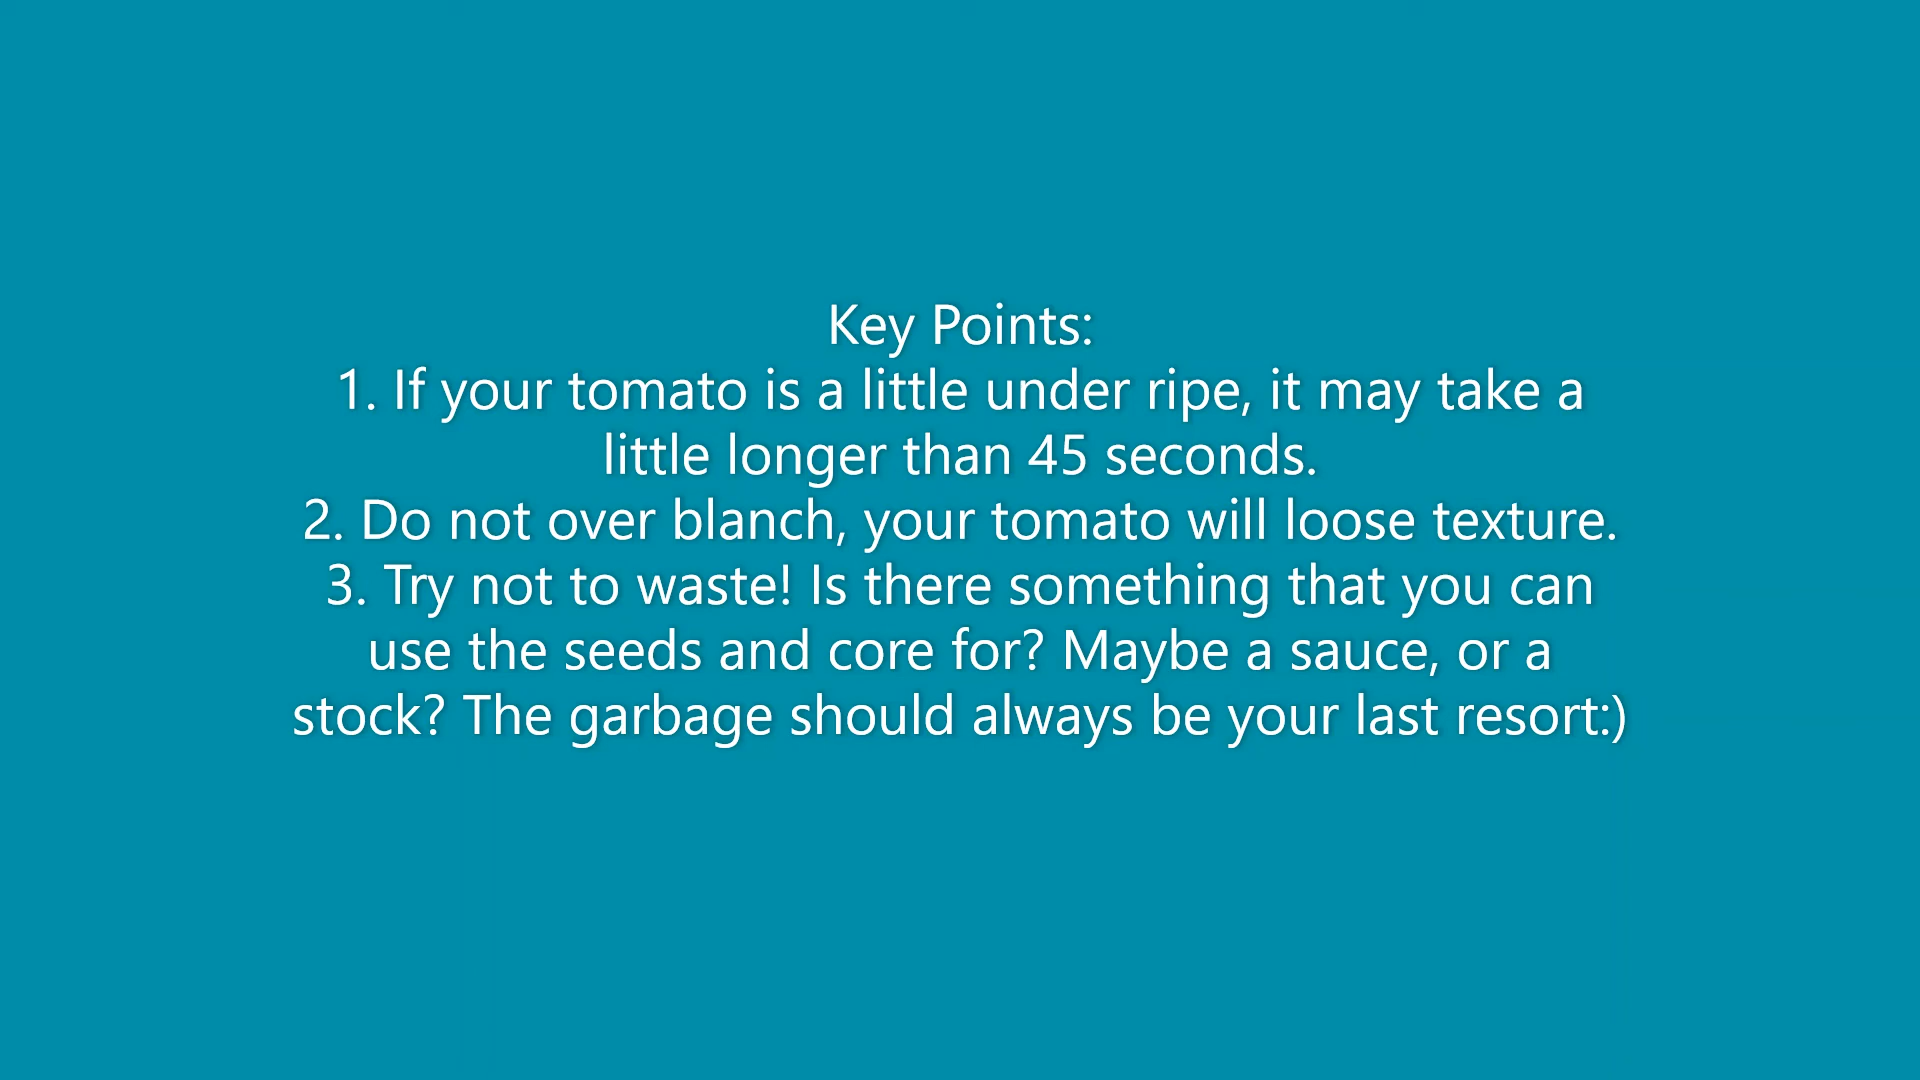 Key Points:
1. If your tomato is a little under ripe, it may take a
little longer than 45 seconds.
2. Do not over blanch, your tomato will loose texture.
3. Try not to waste! Is there something that you can
use the seeds and core for? Maybe a sauce, or a
stock? The garbage should always be your last resort:)